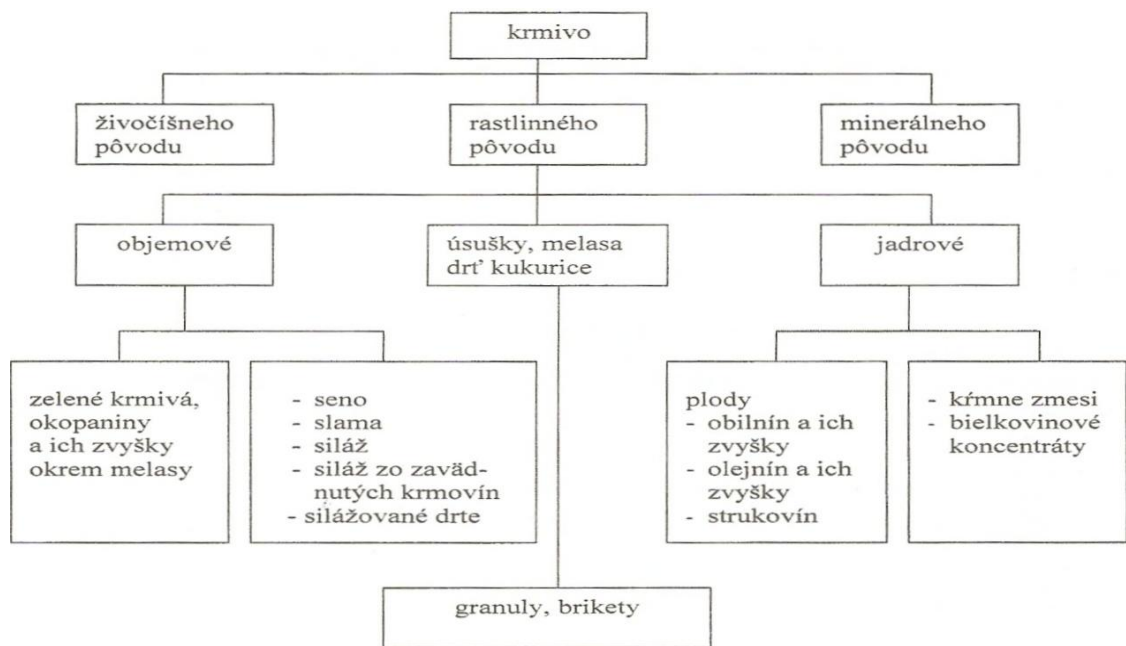 krmivo
živočíšneho
pôvodu
rastlinného
pôvodu
minerálneho
pôvodu
objemové
úsušky, melasa
drť kukurice
jadrové
zelené krmivá,
okopaniny
a ich zvyšky
okrem melasy
- seno
- slama
- siláž
- siláž zo zaväd-
nutých krmovín
- silážované drte
plody
- obilnín a ich
zvyšky
- olejnín a ich
zvyšky
- strukovín
- kŕmne zmesi
- bielkovinové
koncentráty
granuly, brikety